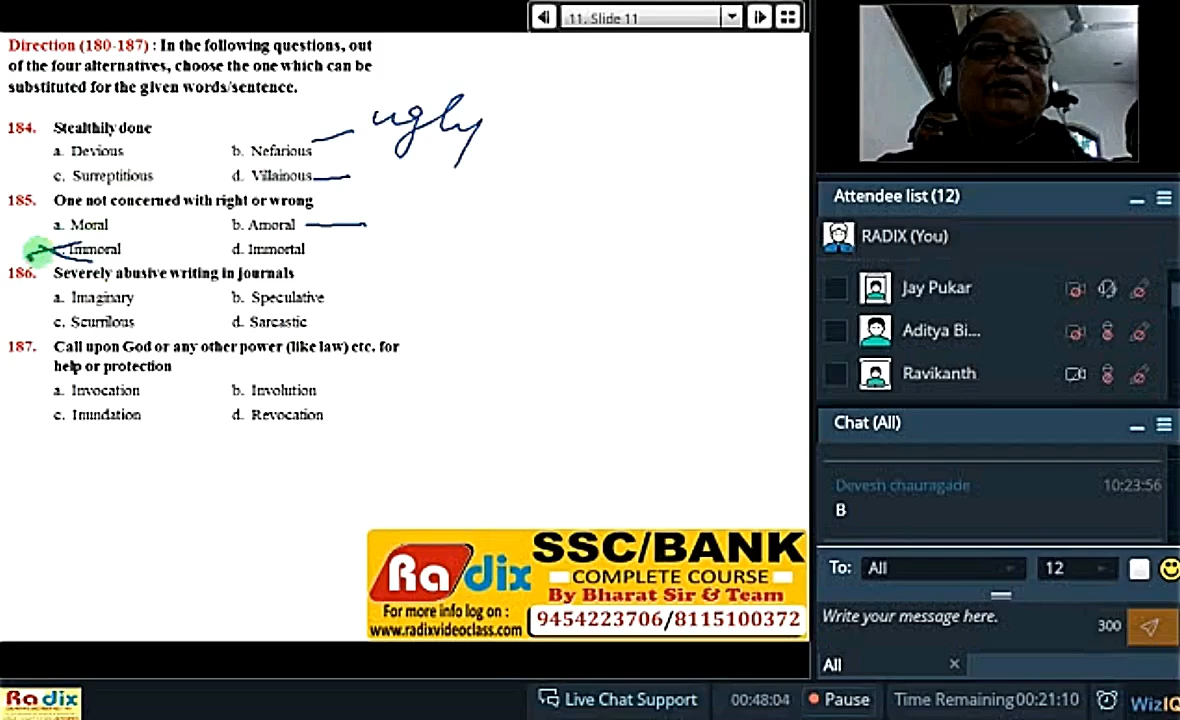 11. Slide 11
Direction (180-187) : In the following questions, out
of the four alternatives, choose the one which can be
substituted for the given words/sentence.
ugly
184. Stealthily done
a. Devious b. Nefarious
c. Surreptitious d. Villainous
185. One not concerned with right or wrong
a. Moral b. Amoral
Immoral d. Immortal
186. Severely abusive writing in journals
a. Imaginary b. Speculative
c. Scurrilous d. Sarcastic
187. Call upon God or any other power (like law) etc. for
help or protection
a. Invocation b. Involution
c. Inundation d. Revocation
Radix
For more info log on :
www.radixvideoclass.com
SSC/BANK
COMPLETE COURSE
By Bharat Sir & Team
9454223706/8115100372
Attendee list (12)
RADIX (You)
Jay Pukar
Aditya Bi...
Ravikanth
Chat (All)
Devesh chauragade 10:23:56
B
To: All 12
Write your message here.
300
All
Radix
Live Chat Support 00:48:04 Pause Time Remaining 00:21:10 WizIQ